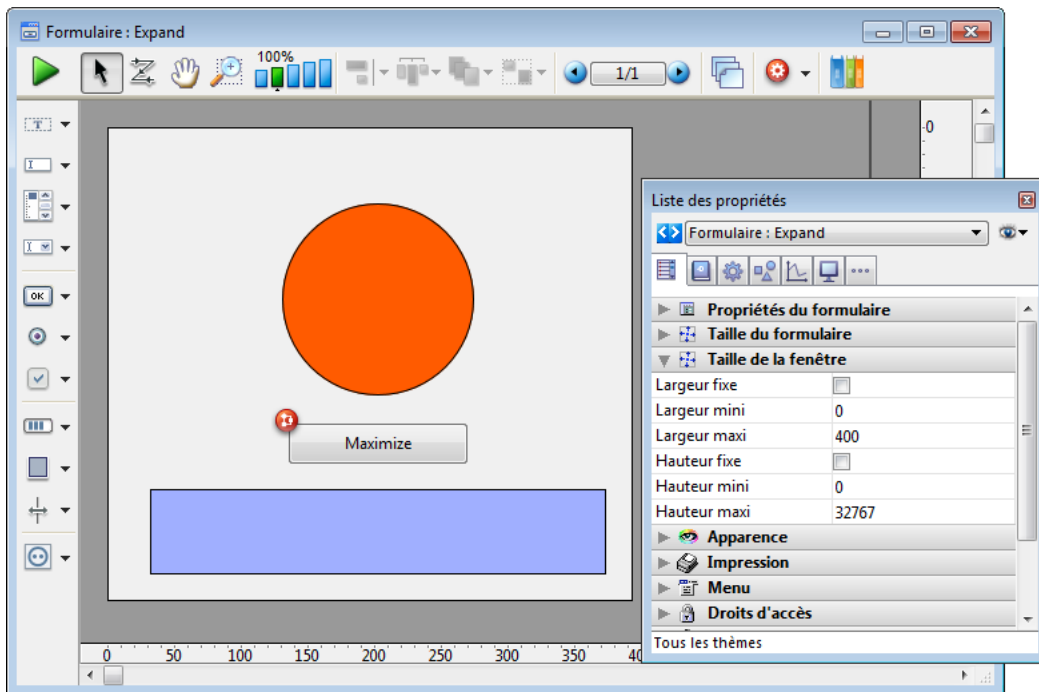 Formulaire : Expand
100%
1/1
T
I
I
OK
Maximize
0
0 50 100 150 200 250 300 350 40
Liste des propriétés
Formulaire : Expand
Propriétés du formulaire
Taille du formulaire
Taille de la fenêtre
Largeur fixe
Largeur mini 0
Largeur maxi 400
Hauteur fixe
Hauteur mini 0
Hauteur maxi 32767
Apparence
Impression
Menu
Droits d'accès
Tous les thèmes